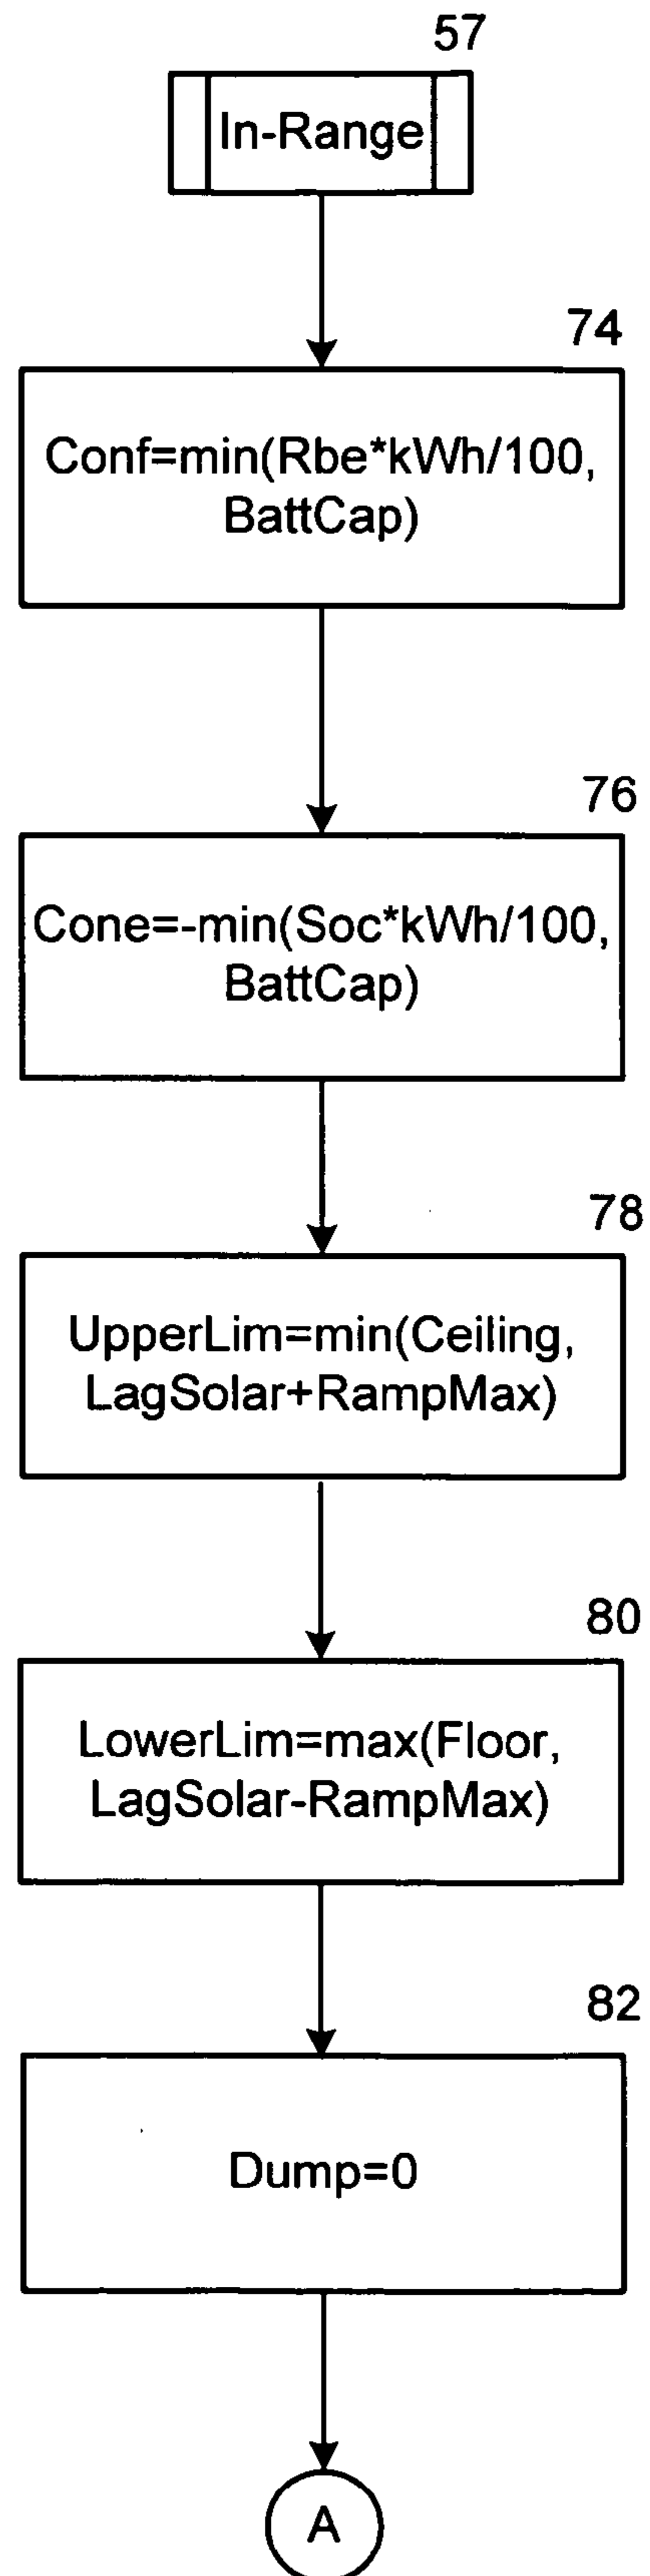 57
In-Range
74
Conf=min(Rbe*kWh/100,
BattCap)
76
Cone=-min(Soc*kWh/100,
BattCap)
78
UpperLim=min(Ceiling,
LagSolar+RampMax)
80
LowerLim=max(Floor,
LagSolar-RampMax)
82
Dump=0
A